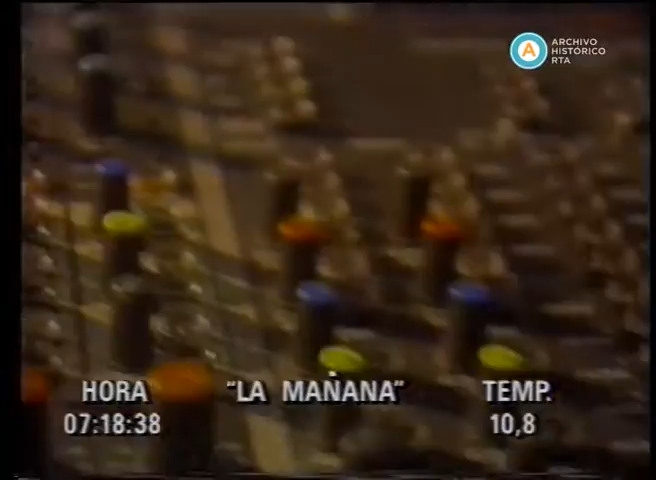 ARCHIVO
HISTÓRICO
RTA
HORA "LA MAÑANA" TEMP.
07:18:38 10,8